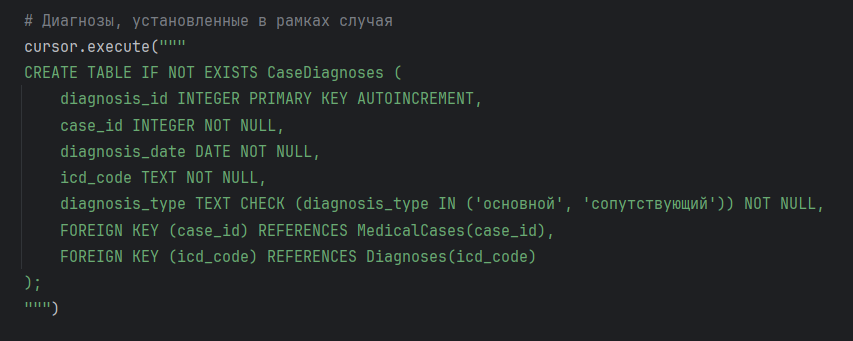 # Диагнозы, установленные в рамках случая
cursor.execute("""
CREATE TABLE IF NOT EXISTS CaseDiagnoses (
    diagnosis_id INTEGER PRIMARY KEY AUTOINCREMENT,
    case_id INTEGER NOT NULL,
    diagnosis_date DATE NOT NULL,
    icd_code TEXT NOT NULL,
    diagnosis_type TEXT CHECK (diagnosis_type IN ('основной', 'сопутствующий')) NOT NULL,
    FOREIGN KEY (case_id) REFERENCES MedicalCases(case_id),
    FOREIGN KEY (icd_code) REFERENCES Diagnoses(icd_code)
);
""")